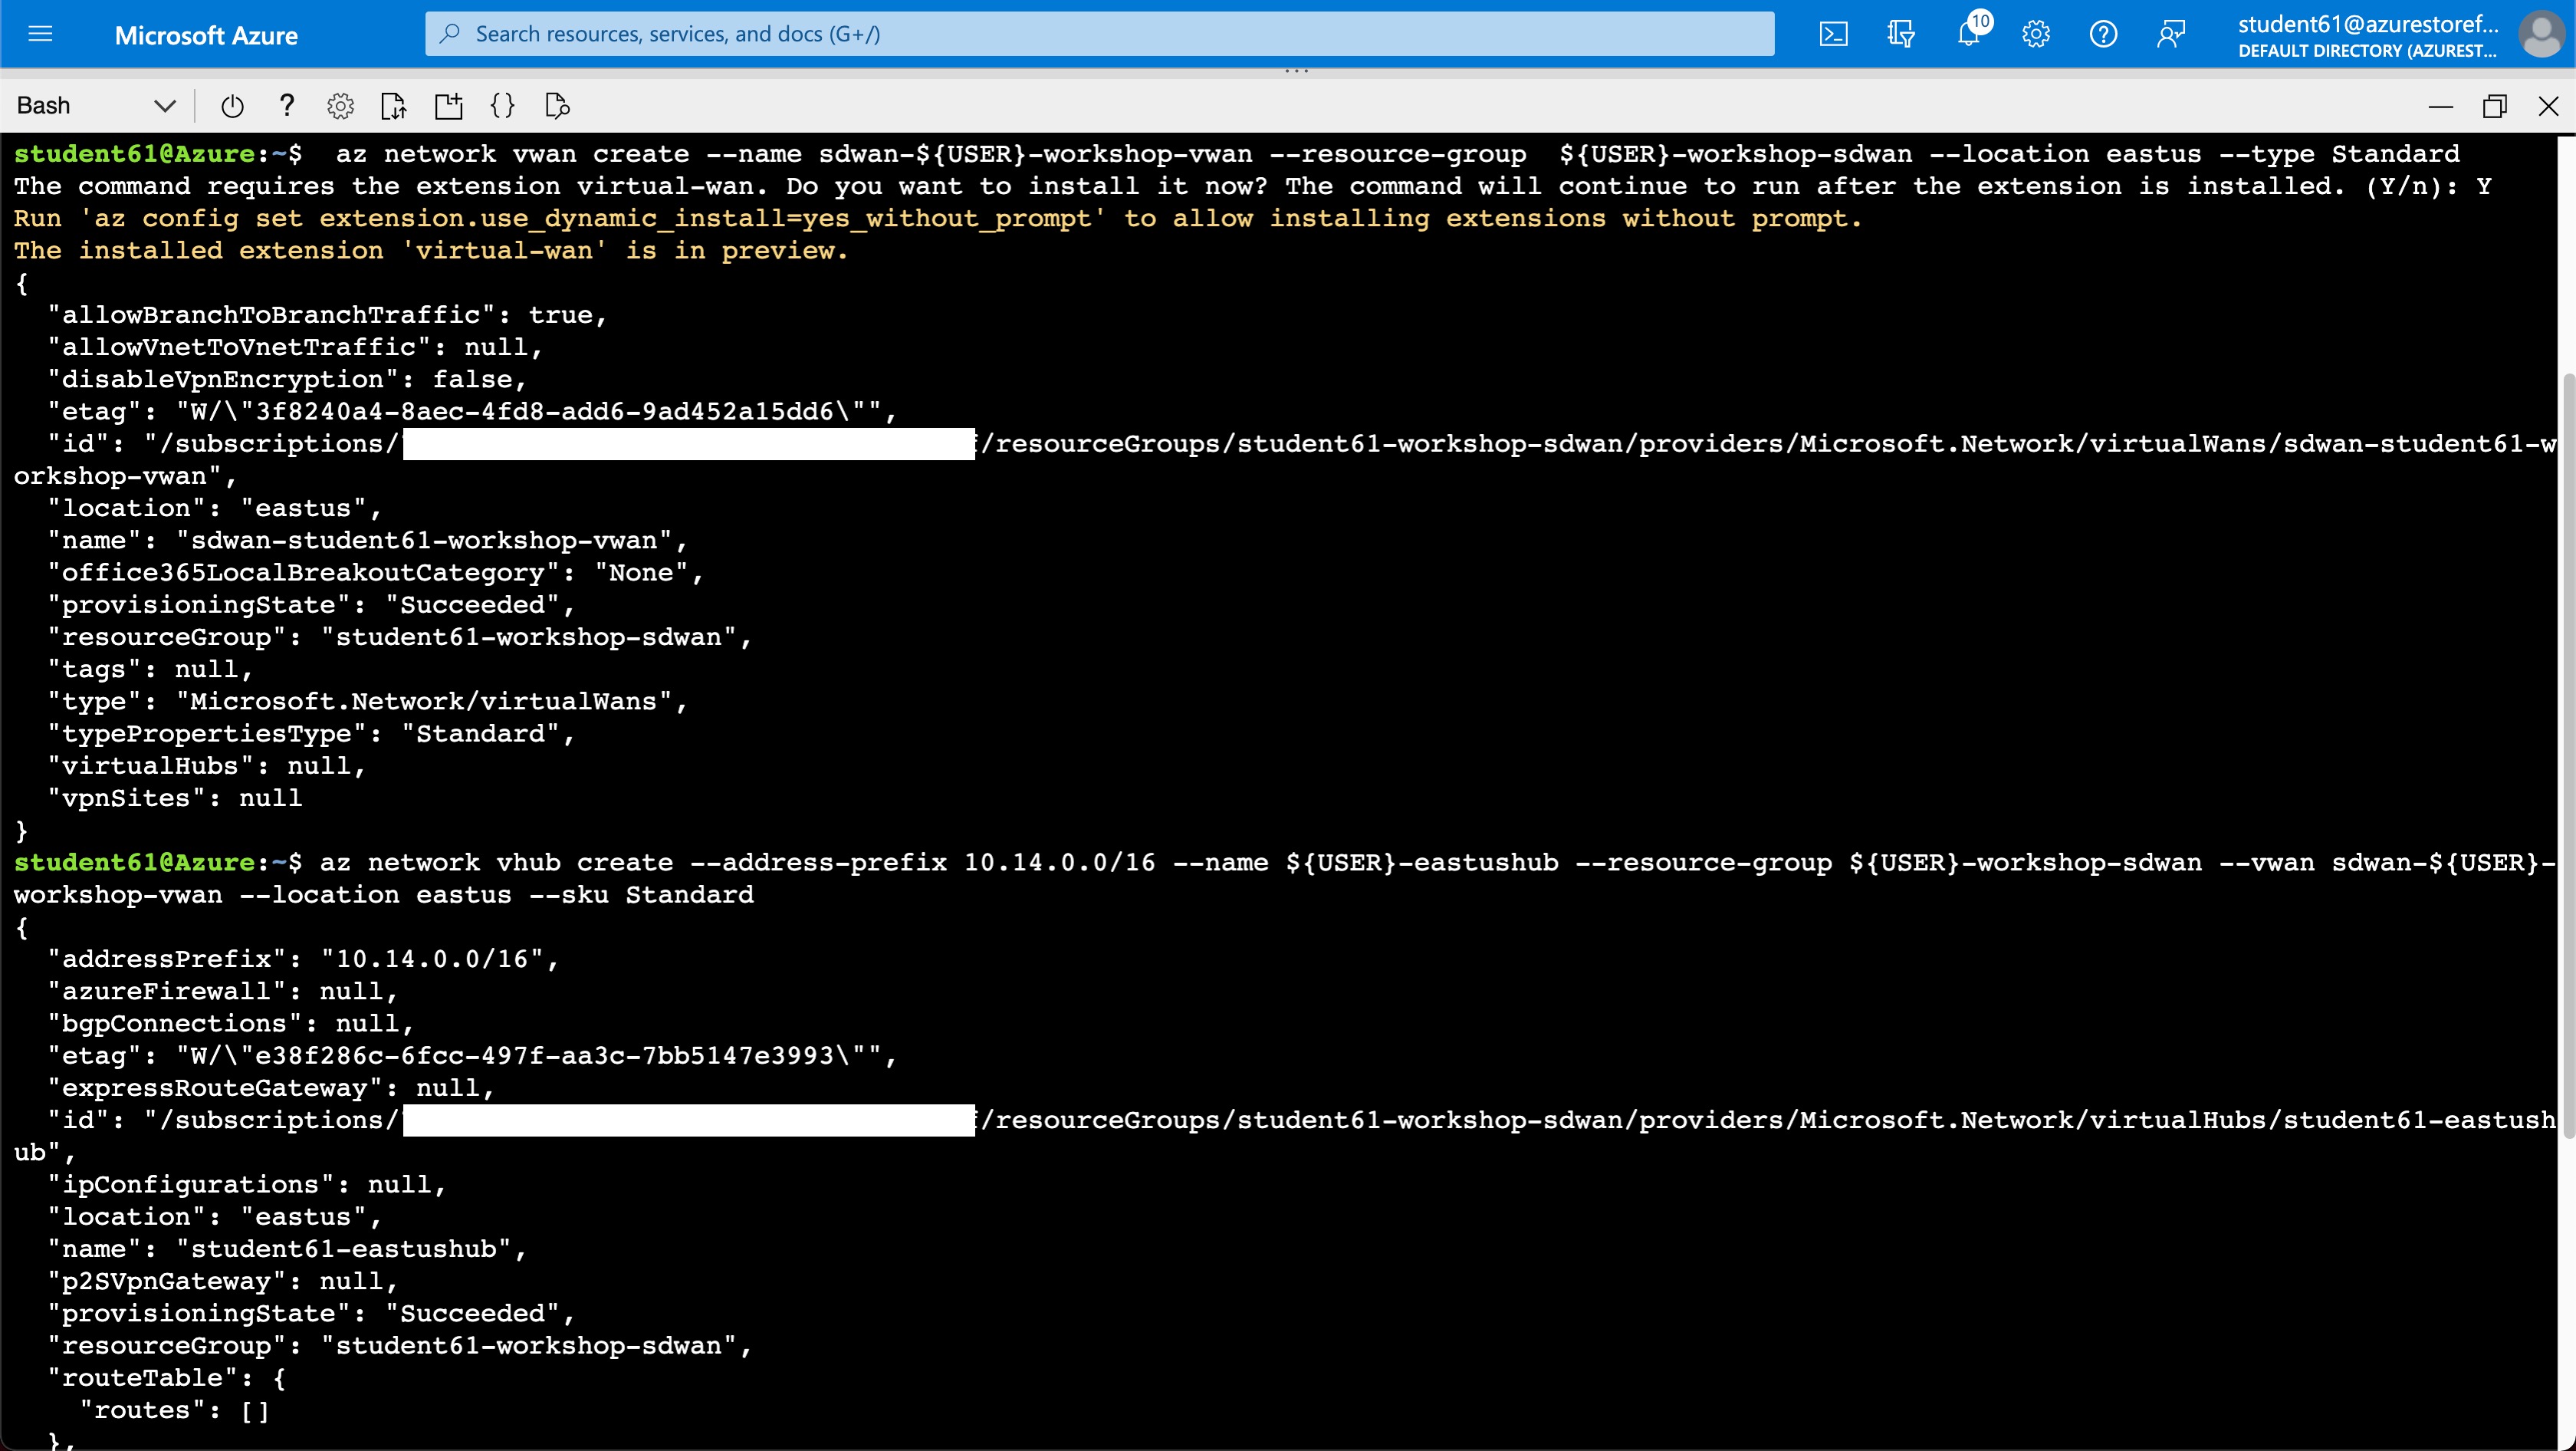 Microsoft Azure
Search resources, services, and docs (G+/)
10
student61@azurestoref...
DEFAULT DIRECTORY (AZUREST...
Bash
student61@Azure:~$  az network vwan create --name sdwan-${USER}-workshop-vwan --resource-group  ${USER}-workshop-sdwan --location eastus --type Standard
The command requires the extension virtual-wan. Do you want to install it now? The command will continue to run after the extension is installed. (Y/n): Y
Run 'az config set extension.use_dynamic_install=yes_without_prompt' to allow installing extensions without prompt.
The installed extension 'virtual-wan' is in preview.
{
  "allowBranchToBranchTraffic": true,
  "allowVnetToVnetTraffic": null,
  "disableVpnEncryption": false,
  "etag": "W/\"3f8240a4-8aec-4fd8-add6-9ad452a15dd6\"",
  "id": "/subscriptions/ /resourceGroups/student61-workshop-sdwan/providers/Microsoft.Network/virtualWans/sdwan-student61-w
orkshop-vwan",
  "location": "eastus",
  "name": "sdwan-student61-workshop-vwan",
  "office365LocalBreakoutCategory": "None",
  "provisioningState": "Succeeded",
  "resourceGroup": "student61-workshop-sdwan",
  "tags": null,
  "type": "Microsoft.Network/virtualWans",
  "typePropertiesType": "Standard",
  "virtualHubs": null,
  "vpnSites": null
}
student61@Azure:~$ az network vhub create --address-prefix 10.14.0.0/16 --name ${USER}-eastushub --resource-group ${USER}-workshop-sdwan --vwan sdwan-${USER}-
workshop-vwan --location eastus --sku Standard
{
  "addressPrefix": "10.14.0.0/16",
  "azureFirewall": null,
  "bgpConnections": null,
  "etag": "W/\"e38f286c-6fcc-497f-aa3c-7bb5147e3993\"",
  "expressRouteGateway": null,
  "id": "/subscriptions/ /resourceGroups/student61-workshop-sdwan/providers/Microsoft.Network/virtualHubs/student61-eastush
ub",
  "ipConfigurations": null,
  "location": "eastus",
  "name": "student61-eastushub",
  "p2SVpnGateway": null,
  "provisioningState": "Succeeded",
  "resourceGroup": "student61-workshop-sdwan",
  "routeTable": {
    "routes": []
  },